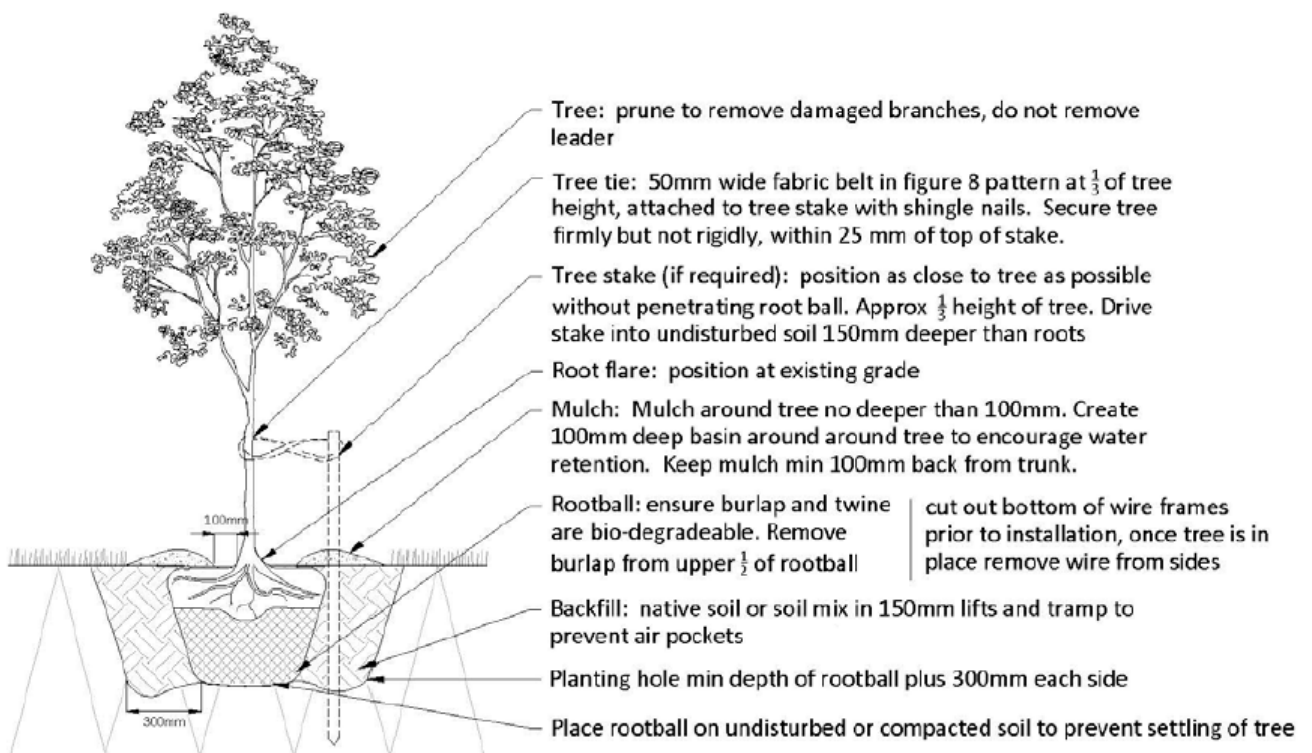 Tree: prune to remove damaged branches, do not remove
leader
Tree tie: 50mm wide fabric belt in figure 8 pattern at 1/3 of tree
height, attached to tree stake with shingle nails. Secure tree
firmly but not rigidly, within 25 mm of top of stake.
Tree stake (if required): position as close to tree as possible
without penetrating root ball. Approx 1/3 height of tree. Drive
stake into undisturbed soil 150mm deeper than roots
Root flare: position at existing grade
Mulch: Mulch around tree no deeper than 100mm. Create
100mm deep basin around around tree to encourage water
retention. Keep mulch min 100mm back from trunk.
Rootball: ensure burlap and twine
are bio-degradeable. Remove
burlap from upper 1/2 of rootball
cut out bottom of wire frames
prior to installation, once tree is in
place remove wire from sides
Backfill: native soil or soil mix in 150mm lifts and tramp to
prevent air pockets
Planting hole min depth of rootball plus 300mm each side
Place rootball on undisturbed or compacted soil to prevent settling of tree
100mm
300mm